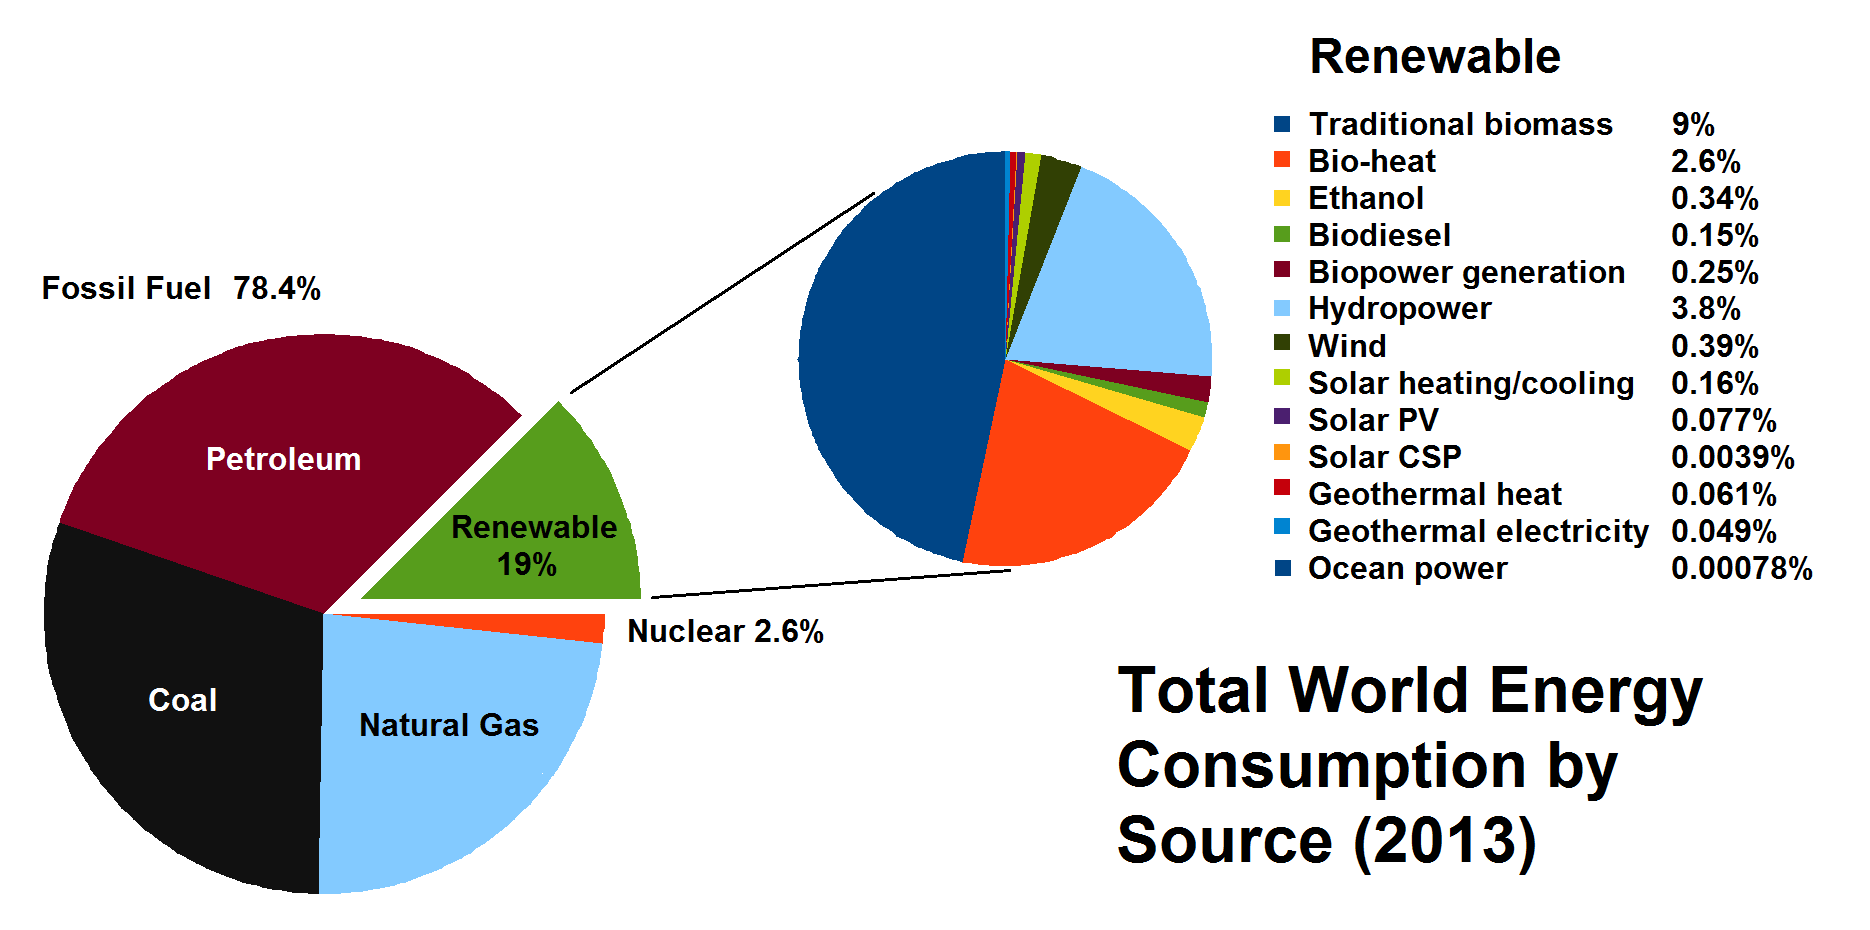 Renewable
Traditional biomass 9%
Bio-heat 2.6%
Ethanol 0.34%
Biodiesel 0.15%
Biopower generation 0.25%
Hydropower 3.8%
Wind 0.39%
Solar heating/cooling 0.16%
Solar PV 0.077%
Solar CSP 0.0039%
Geothermal heat 0.061%
Geothermal electricity 0.049%
Ocean power 0.00078%
Fossil Fuel 78.4%
Petroleum
Renewable
19%
Nuclear 2.6%
Coal
Natural Gas
Total World Energy
Consumption by
Source (2013)